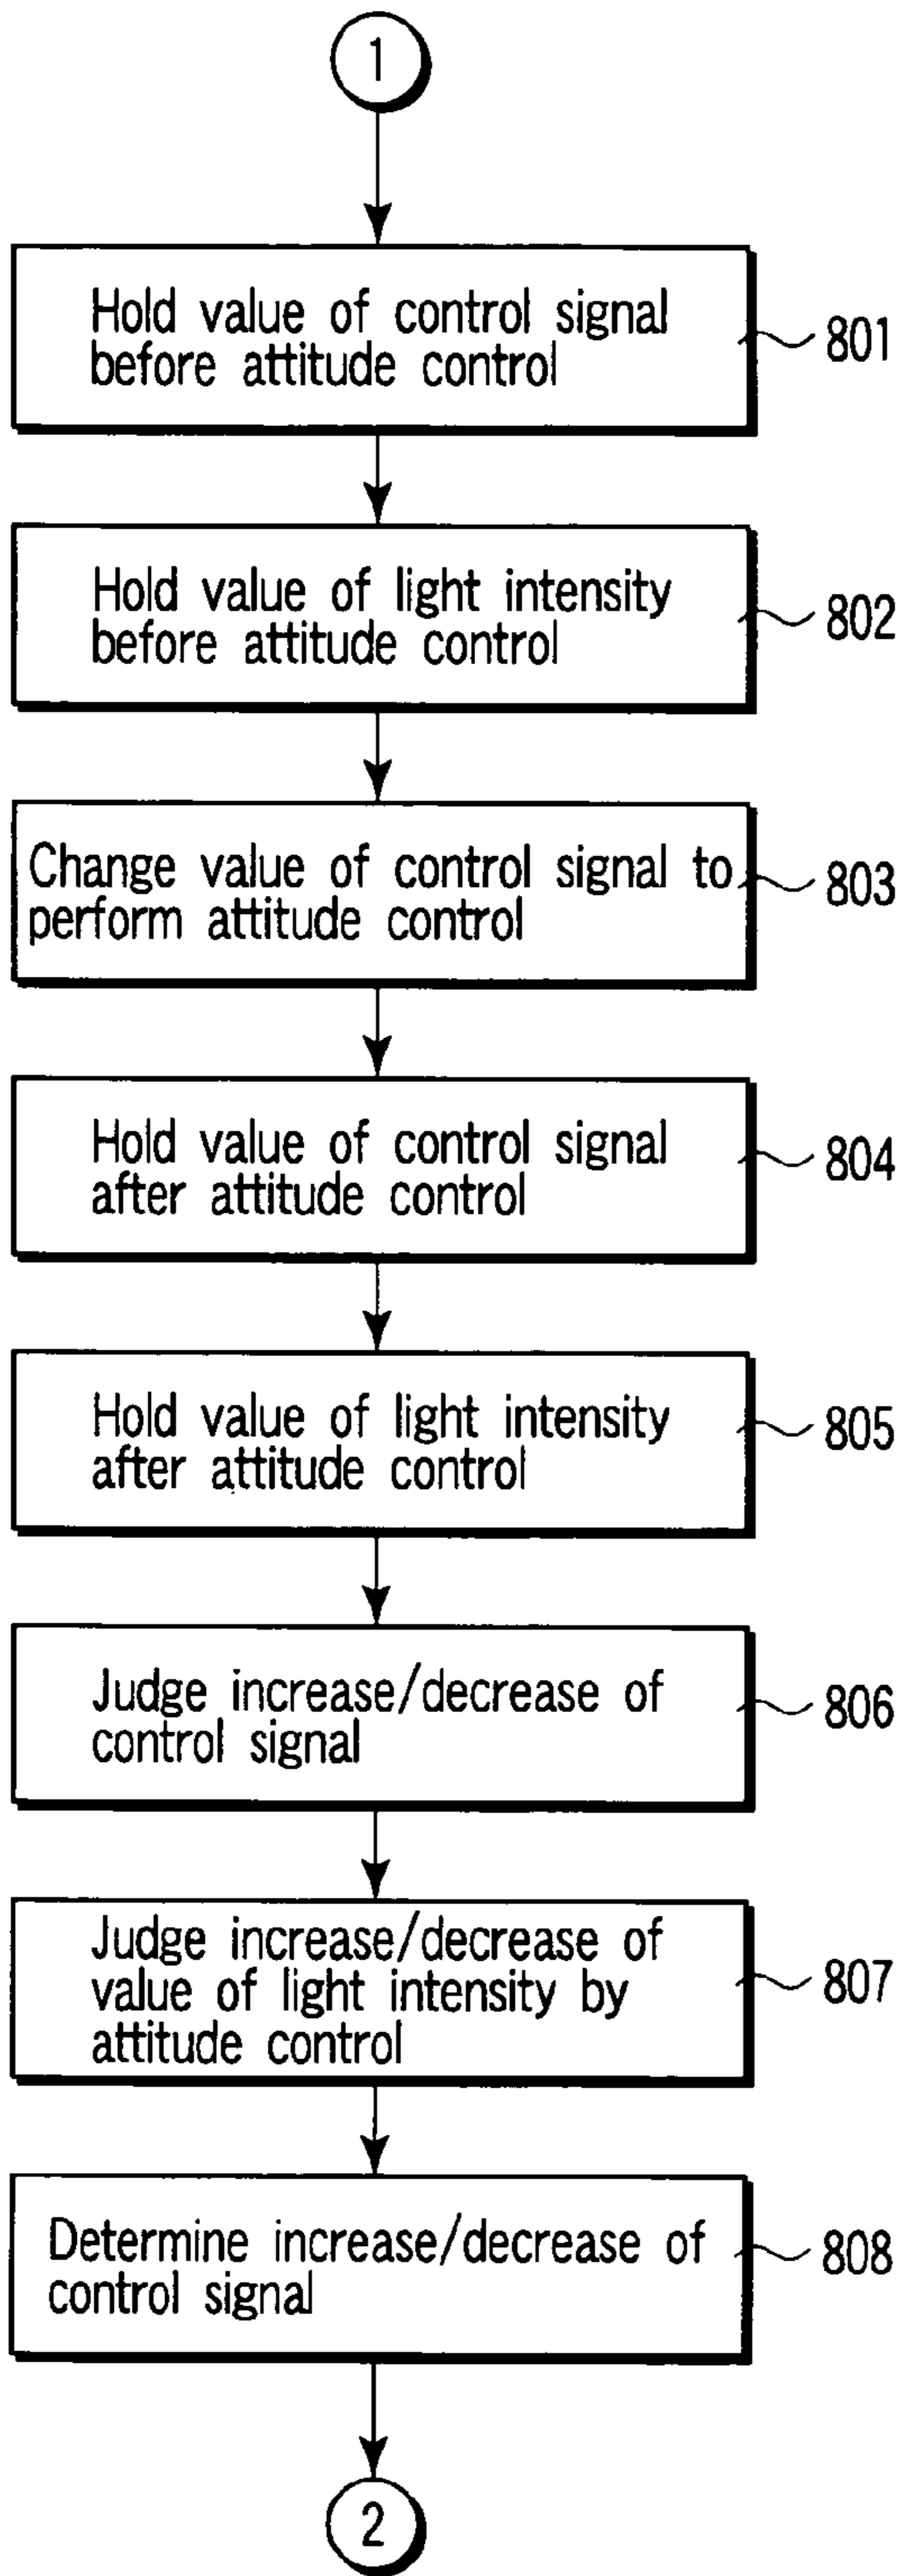 1
Hold value of control signal
before attitude control
801
Hold value of light intensity
before attitude control
802
Change value of control signal to
perform attitude control
803
Hold value of control signal
after attitude control
804
Hold value of light intensity
after attitude control
805
Judge increase/decrease of
control signal
806
Judge increase/decrease of
value of light intensity by
attitude control
807
Determine increase/decrease of
control signal
808
2